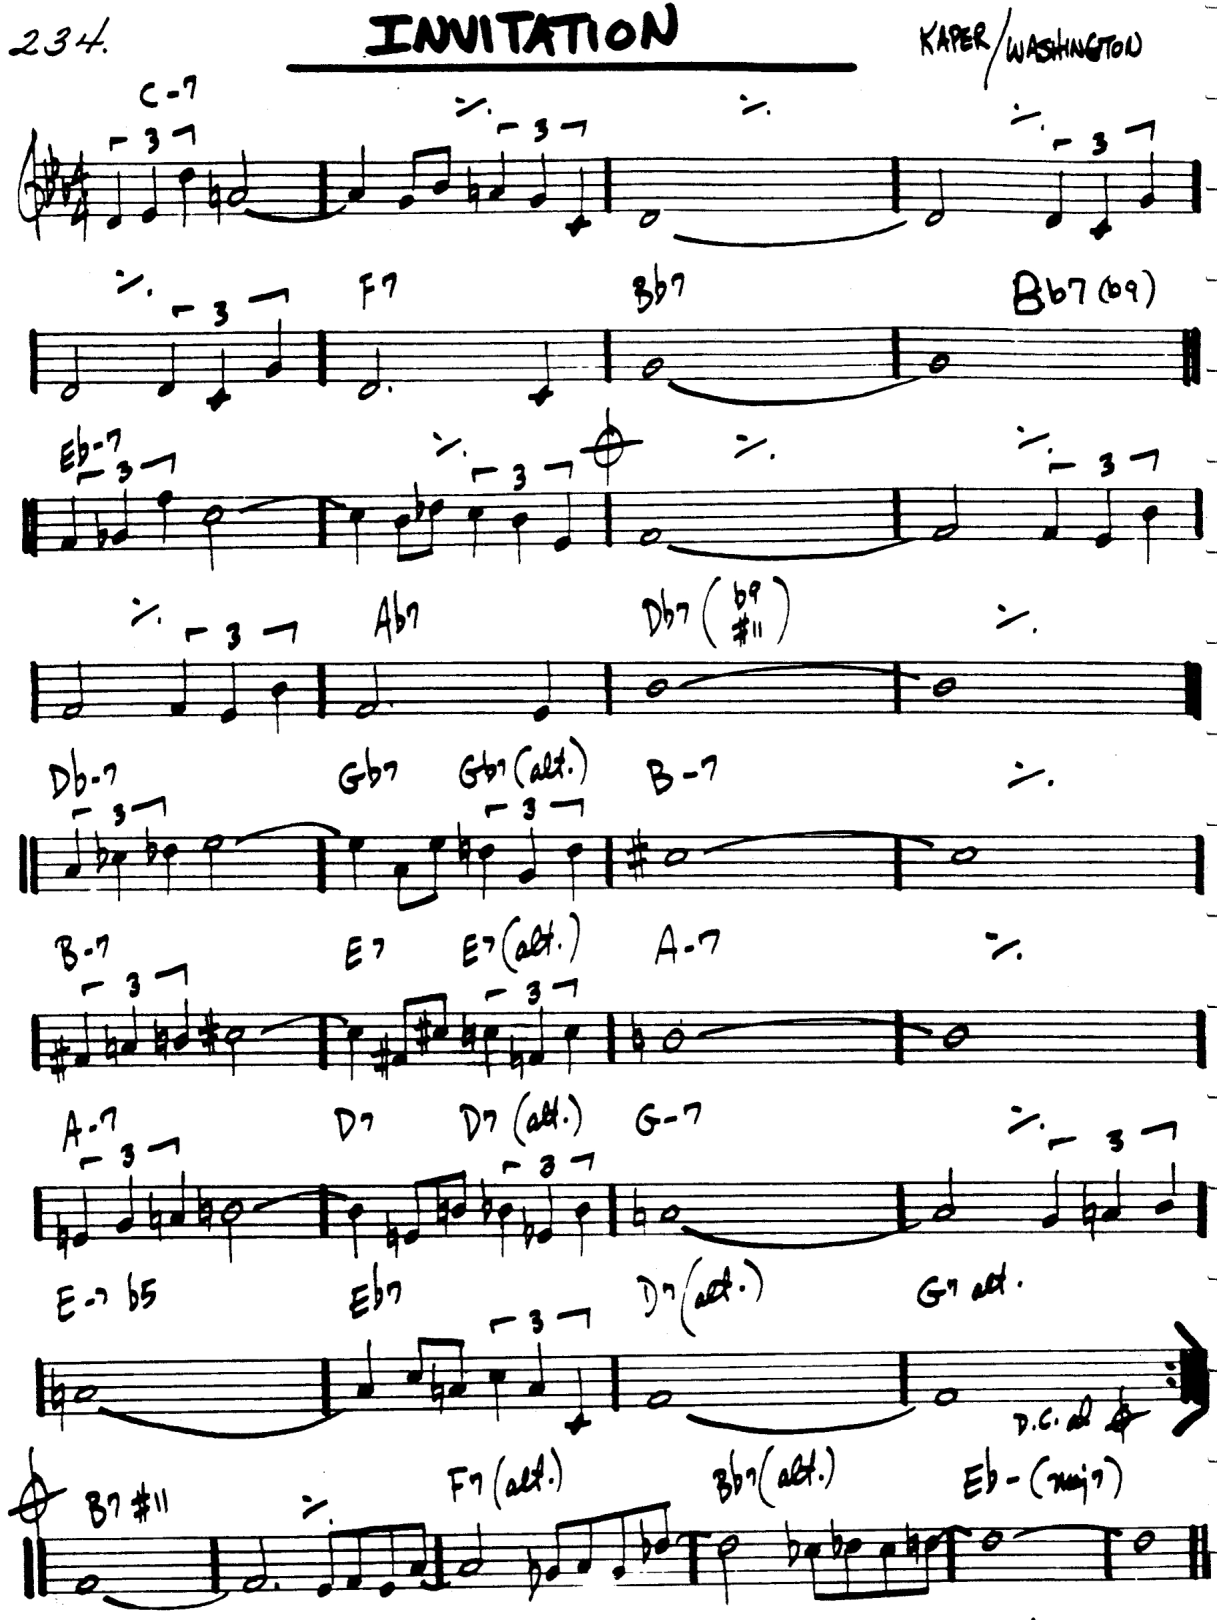 234. INVITATION KAPER/WASHINGTON
C-7 ٪. ٪. ٪.
3 3 3
4
4
٪. F7 Bb7 Bb7(b9)
3
Eb-7 ٪. ٪. ٪.
3 3 3
٪. Ab7 Db7 (b9 #11) ٪.
3
Db-7 Gb7 Gb7(alt.) B-7 ٪.
3 3
B-7 E7 E7(alt.) A-7 ٪.
3 3
A-7 D7 D7 (alt.) G-7 ٪.
3 3 3
E-7 b5 Eb7 D7(alt.) G7 alt.
3
D.C. al
B7 #11 ٪. F7(alt.) Bb7(alt.) Eb-(maj7)